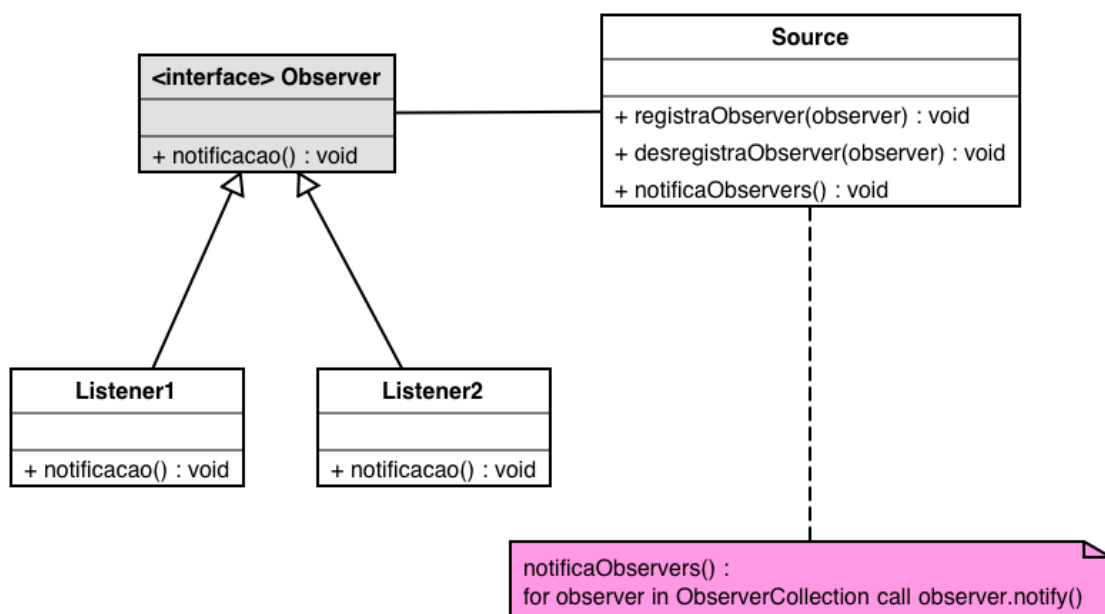 <interface> Observer
+ notificacao() : void
Source
+ registraObserver(observer) : void
+ desregistraObserver(observer) : void
+ notificaObservers() : void
Listener1
+ notificacao() : void
Listener2
+ notificacao() : void
notificaObservers() :
for observer in ObserverCollection call observer.notify()